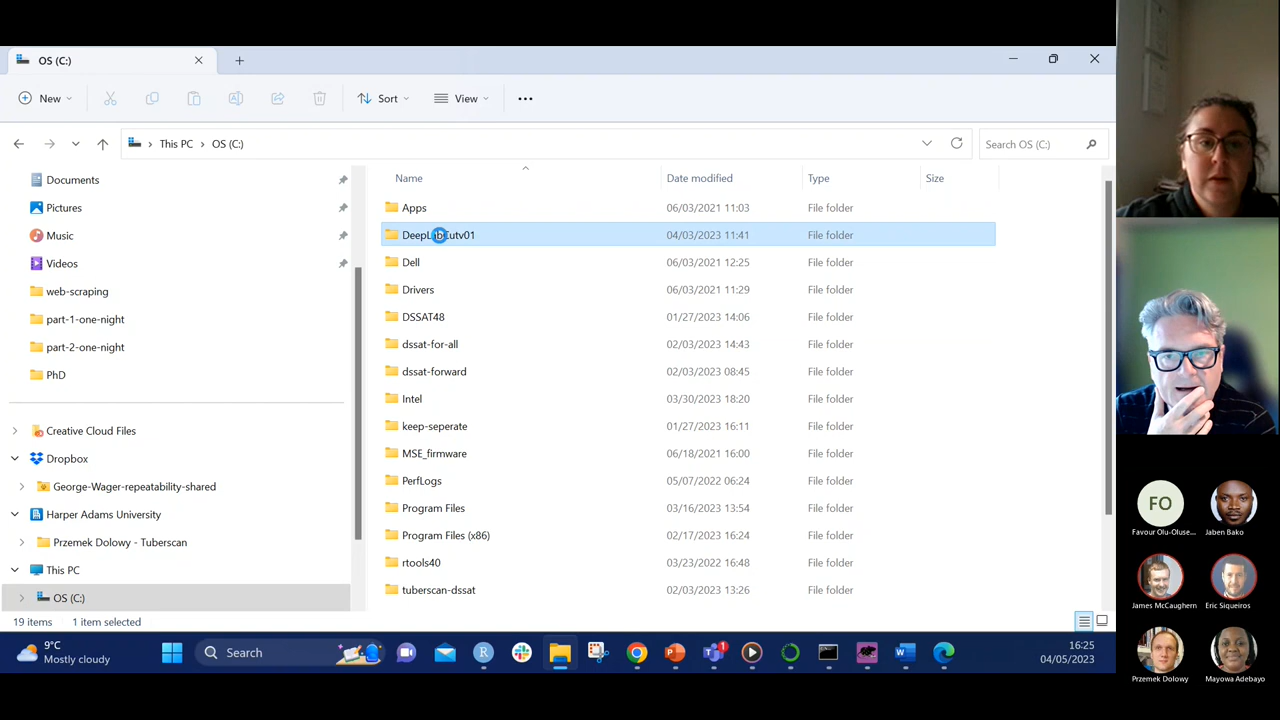 OS (C:)
New
Sort
View
This PC
OS (C:)
Search OS (C:)
Documents
Pictures
Music
Videos
web-scraping
part-1-one-night
part-2-one-night
PhD
Creative Cloud Files
Dropbox
George-Wager-repeatability-shared
Harper Adams University
Przemek Dolowy - Tuberscan
This PC
OS (C:)
Name Date modified Type Size
Apps 06/03/2021 11:03 File folder
DeepLabCutv01 04/03/2023 11:41 File folder
Dell 06/03/2021 12:25 File folder
Drivers 06/03/2021 11:29 File folder
DSSAT48 01/27/2023 14:06 File folder
dssat-for-all 02/03/2023 14:43 File folder
dssat-forward 02/03/2023 08:45 File folder
Intel 03/30/2023 18:20 File folder
keep-seperate 01/27/2023 16:11 File folder
MSE_firmware 06/18/2021 16:00 File folder
PerfLogs 05/07/2022 06:24 File folder
Program Files 03/16/2023 13:54 File folder
Program Files (x86) 02/17/2023 16:24 File folder
rtools40 03/23/2022 16:48 File folder
tuberscan-dssat 02/03/2023 13:26 File folder
19 items 1 item selected
9°C
Mostly cloudy
Search
1
16:25
04/05/2023
FO
Favour Olu-Oluse...
Jaben Bako
James McCaughern
Eric Siqueiros
Przemek Dolowy
Mayowa Adebayo